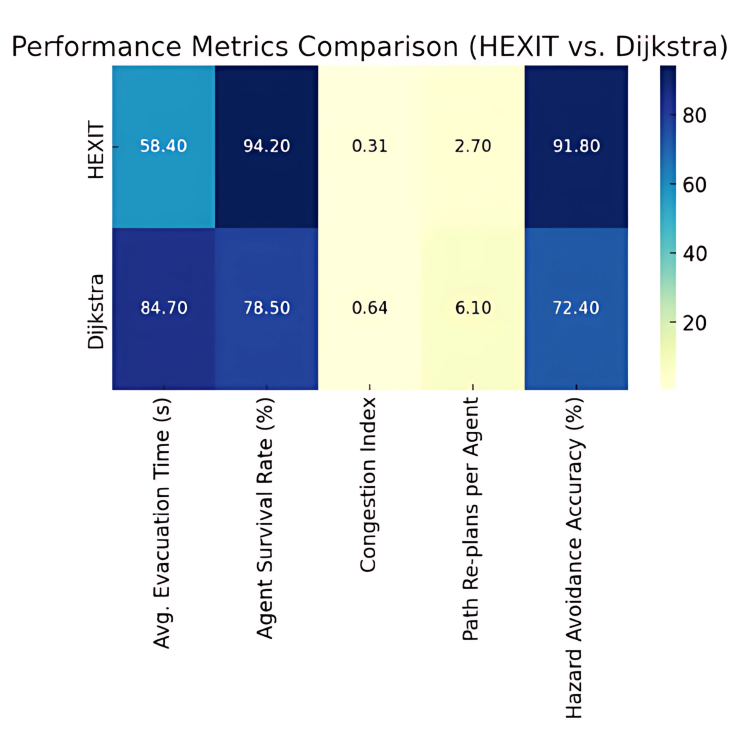 Performance Metrics Comparison (HEXIT vs. Dijkstra)
HEXIT
58.40 94.20 0.31 2.70 91.80
Dijkstra
84.70 78.50 0.64 6.10 72.40
Avg. Evacuation Time (s)
Agent Survival Rate (%)
Congestion Index
Path Re-plans per Agent
Hazard Avoidance Accuracy (%)
80
60
40
20